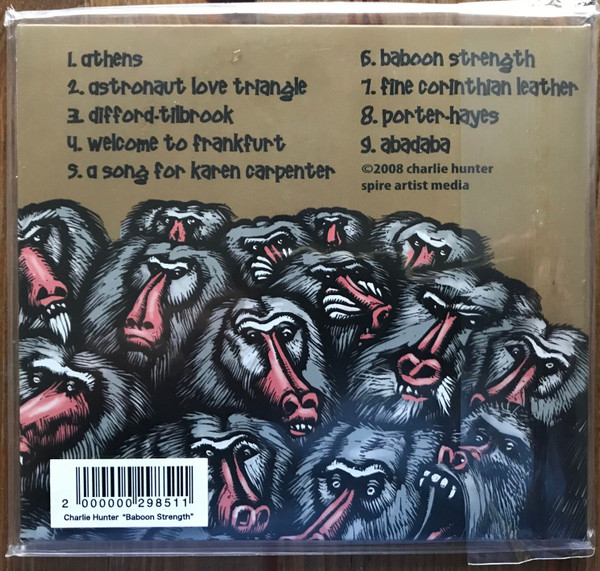 1. athens
2. astronaut love triangle
3. difford-tilbrook
4. welcome to frankfurt
5. a song for karen carpenter
6. baboon strength
7. fine corinthian leather
8. porter-hayes
9. abadaba
©2008 charlie hunter
spire artist media
2 000000 298511
Charlie Hunter "Baboon Strength"